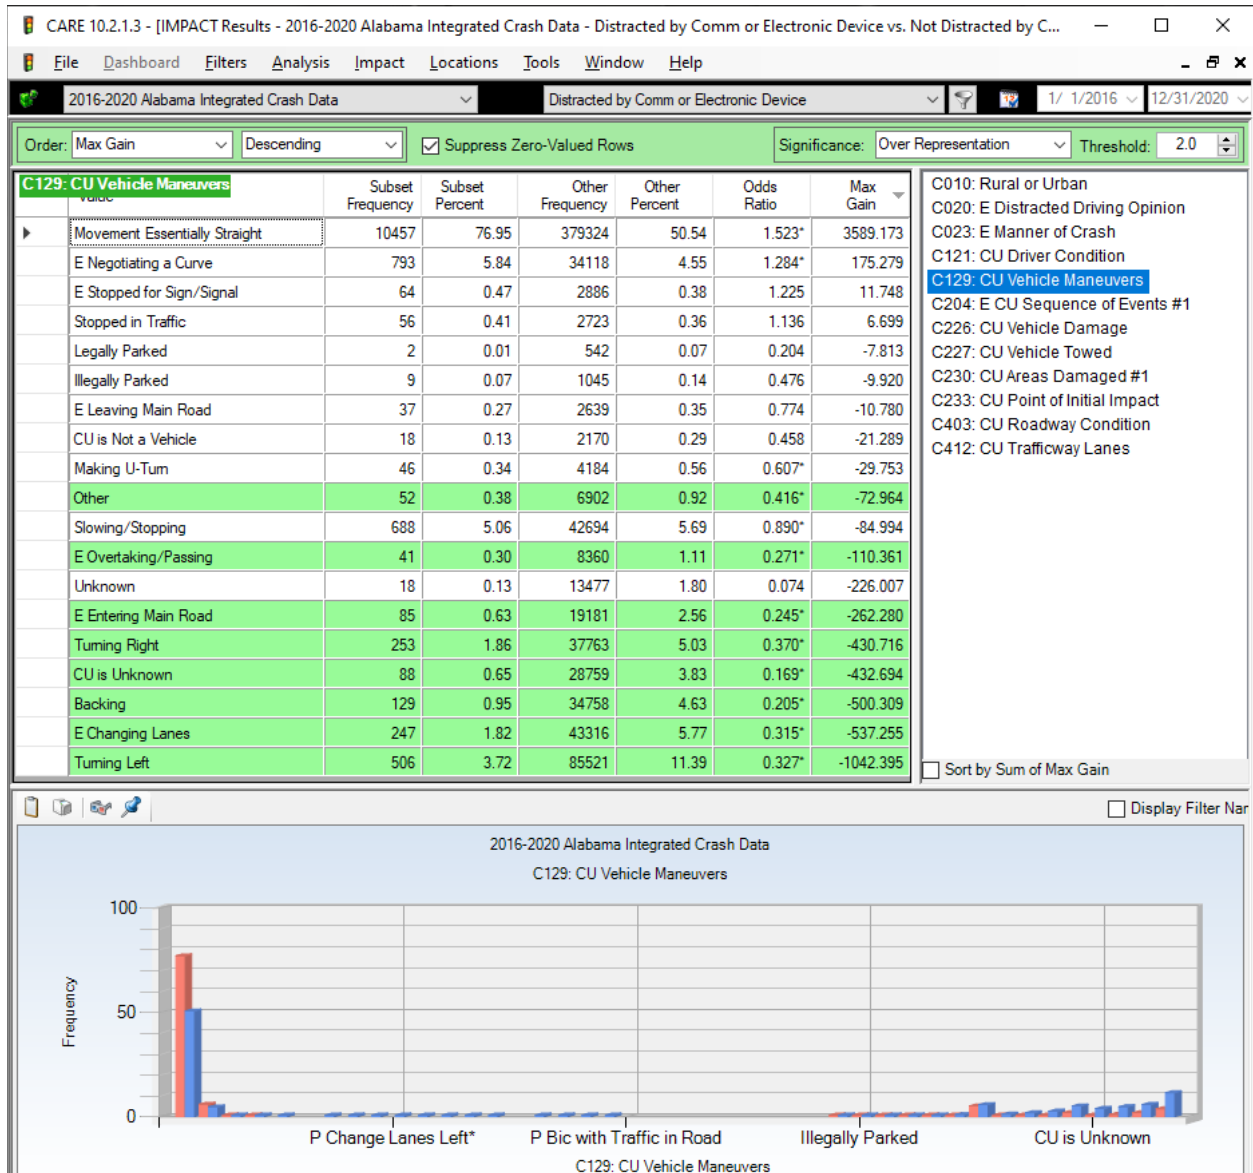 CARE 10.2.1.3 - [IMPACT Results - 2016-2020 Alabama Integrated Crash Data - Distracted by Comm or Electronic Device vs. Not Distracted by C...
File Dashboard Filters Analysis Impact Locations Tools Window Help
2016-2020 Alabama Integrated Crash Data Distracted by Comm or Electronic Device 1/ 1/2016 12/31/2020
Order: Max Gain Descending Suppress Zero-Valued Rows Significance: Over Representation Threshold: 2.0
C129: CU Vehicle Maneuvers
Subset Frequency Subset Percent Other Frequency Other Percent Odds Ratio Max Gain
Movement Essentially Straight 10457 76.95 379324 50.54 1.523* 3589.173
E Negotiating a Curve 793 5.84 34118 4.55 1.284* 175.279
E Stopped for Sign/Signal 64 0.47 2886 0.38 1.225 11.748
Stopped in Traffic 56 0.41 2723 0.36 1.136 6.699
Legally Parked 2 0.01 542 0.07 0.204 -7.813
Illegally Parked 9 0.07 1045 0.14 0.476 -9.920
E Leaving Main Road 37 0.27 2639 0.35 0.774 -10.780
CU is Not a Vehicle 18 0.13 2170 0.29 0.458 -21.289
Making U-Turn 46 0.34 4184 0.56 0.607* -29.753
Other 52 0.38 6902 0.92 0.416* -72.964
Slowing/Stopping 688 5.06 42694 5.69 0.890* -84.994
E Overtaking/Passing 41 0.30 8360 1.11 0.271* -110.361
Unknown 18 0.13 13477 1.80 0.074 -226.007
E Entering Main Road 85 0.63 19181 2.56 0.245* -262.280
Turning Right 253 1.86 37763 5.03 0.370* -430.716
CU is Unknown 88 0.65 28759 3.83 0.169* -432.694
Backing 129 0.95 34758 4.63 0.205* -500.309
E Changing Lanes 247 1.82 43316 5.77 0.315* -537.255
Turning Left 506 3.72 85521 11.39 0.327* -1042.395
C010: Rural or Urban
C020: E Distracted Driving Opinion
C023: E Manner of Crash
C121: CU Driver Condition
C129: CU Vehicle Maneuvers
C204: E CU Sequence of Events #1
C226: CU Vehicle Damage
C227: CU Vehicle Towed
C230: CU Areas Damaged #1
C233: CU Point of Initial Impact
C403: CU Roadway Condition
C412: CU Trafficway Lanes
Sort by Sum of Max Gain
Display Filter Nar
2016-2020 Alabama Integrated Crash Data
C129: CU Vehicle Maneuvers
100
50
0
Frequency
P Change Lanes Left* P Bic with Traffic in Road Illegally Parked CU is Unknown
C129: CU Vehicle Maneuvers